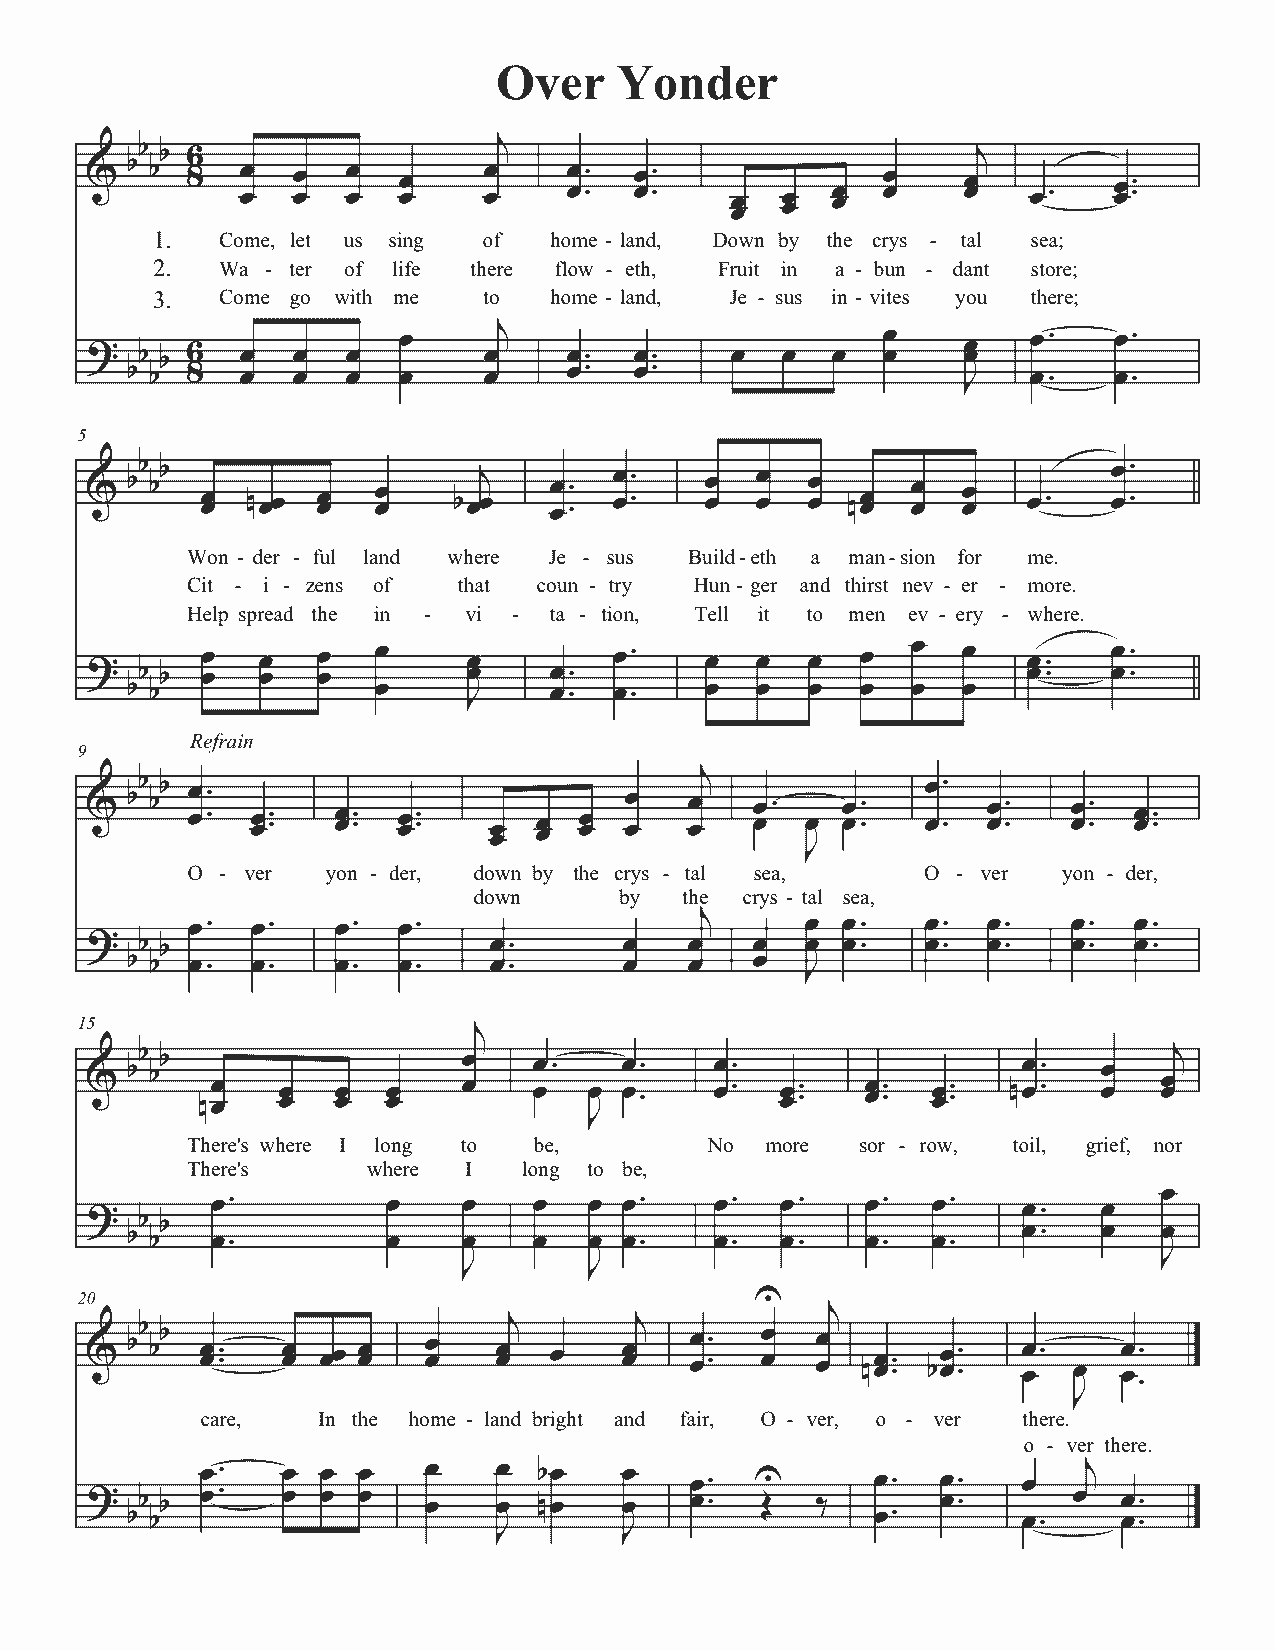 Over Yonder
1. Come, let us sing of home - land, Down by the crys - tal sea;
2. Wa - ter of life there flow - eth, Fruit in a - bun - dant store;
3. Come go with me to home - land, Je - sus in - vites you there;
5
Won - der - ful land where Je - sus Build - eth a man - sion for me.
Cit - i - zens of that coun - try Hun - ger and thirst nev - er - more.
Help spread the in - vi - ta - tion, Tell it to men ev - ery - where.
Refrain
9
O - ver yon - der, down by the crys - tal sea, O - ver yon - der,
down by the crys - tal sea,
15
There's where I long to be, No more sor - row, toil, grief, nor
There's where I long to be,
20
care, In the home - land bright and fair, O - ver, o - ver there.
o - ver there.